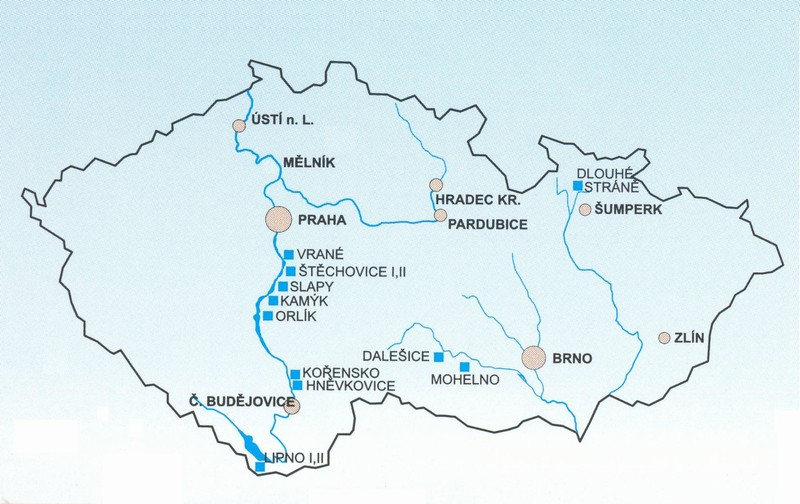 ÚSTÍ n. L.
MĚLNÍK
DLOUHÉ
STRÁNĚ
HRADEC KR.
ŠUMPERK
PRAHA
PARDUBICE
VRANÉ
ŠTĚCHOVICE I,II
SLAPY
KAMÝK
ORLÍK
ZLÍN
DALEŠICE
BRNO
KOŘENSKO
MOHELNO
HNĚVKOVICE
Č. BUDĚJOVICE
LIPNO I,II